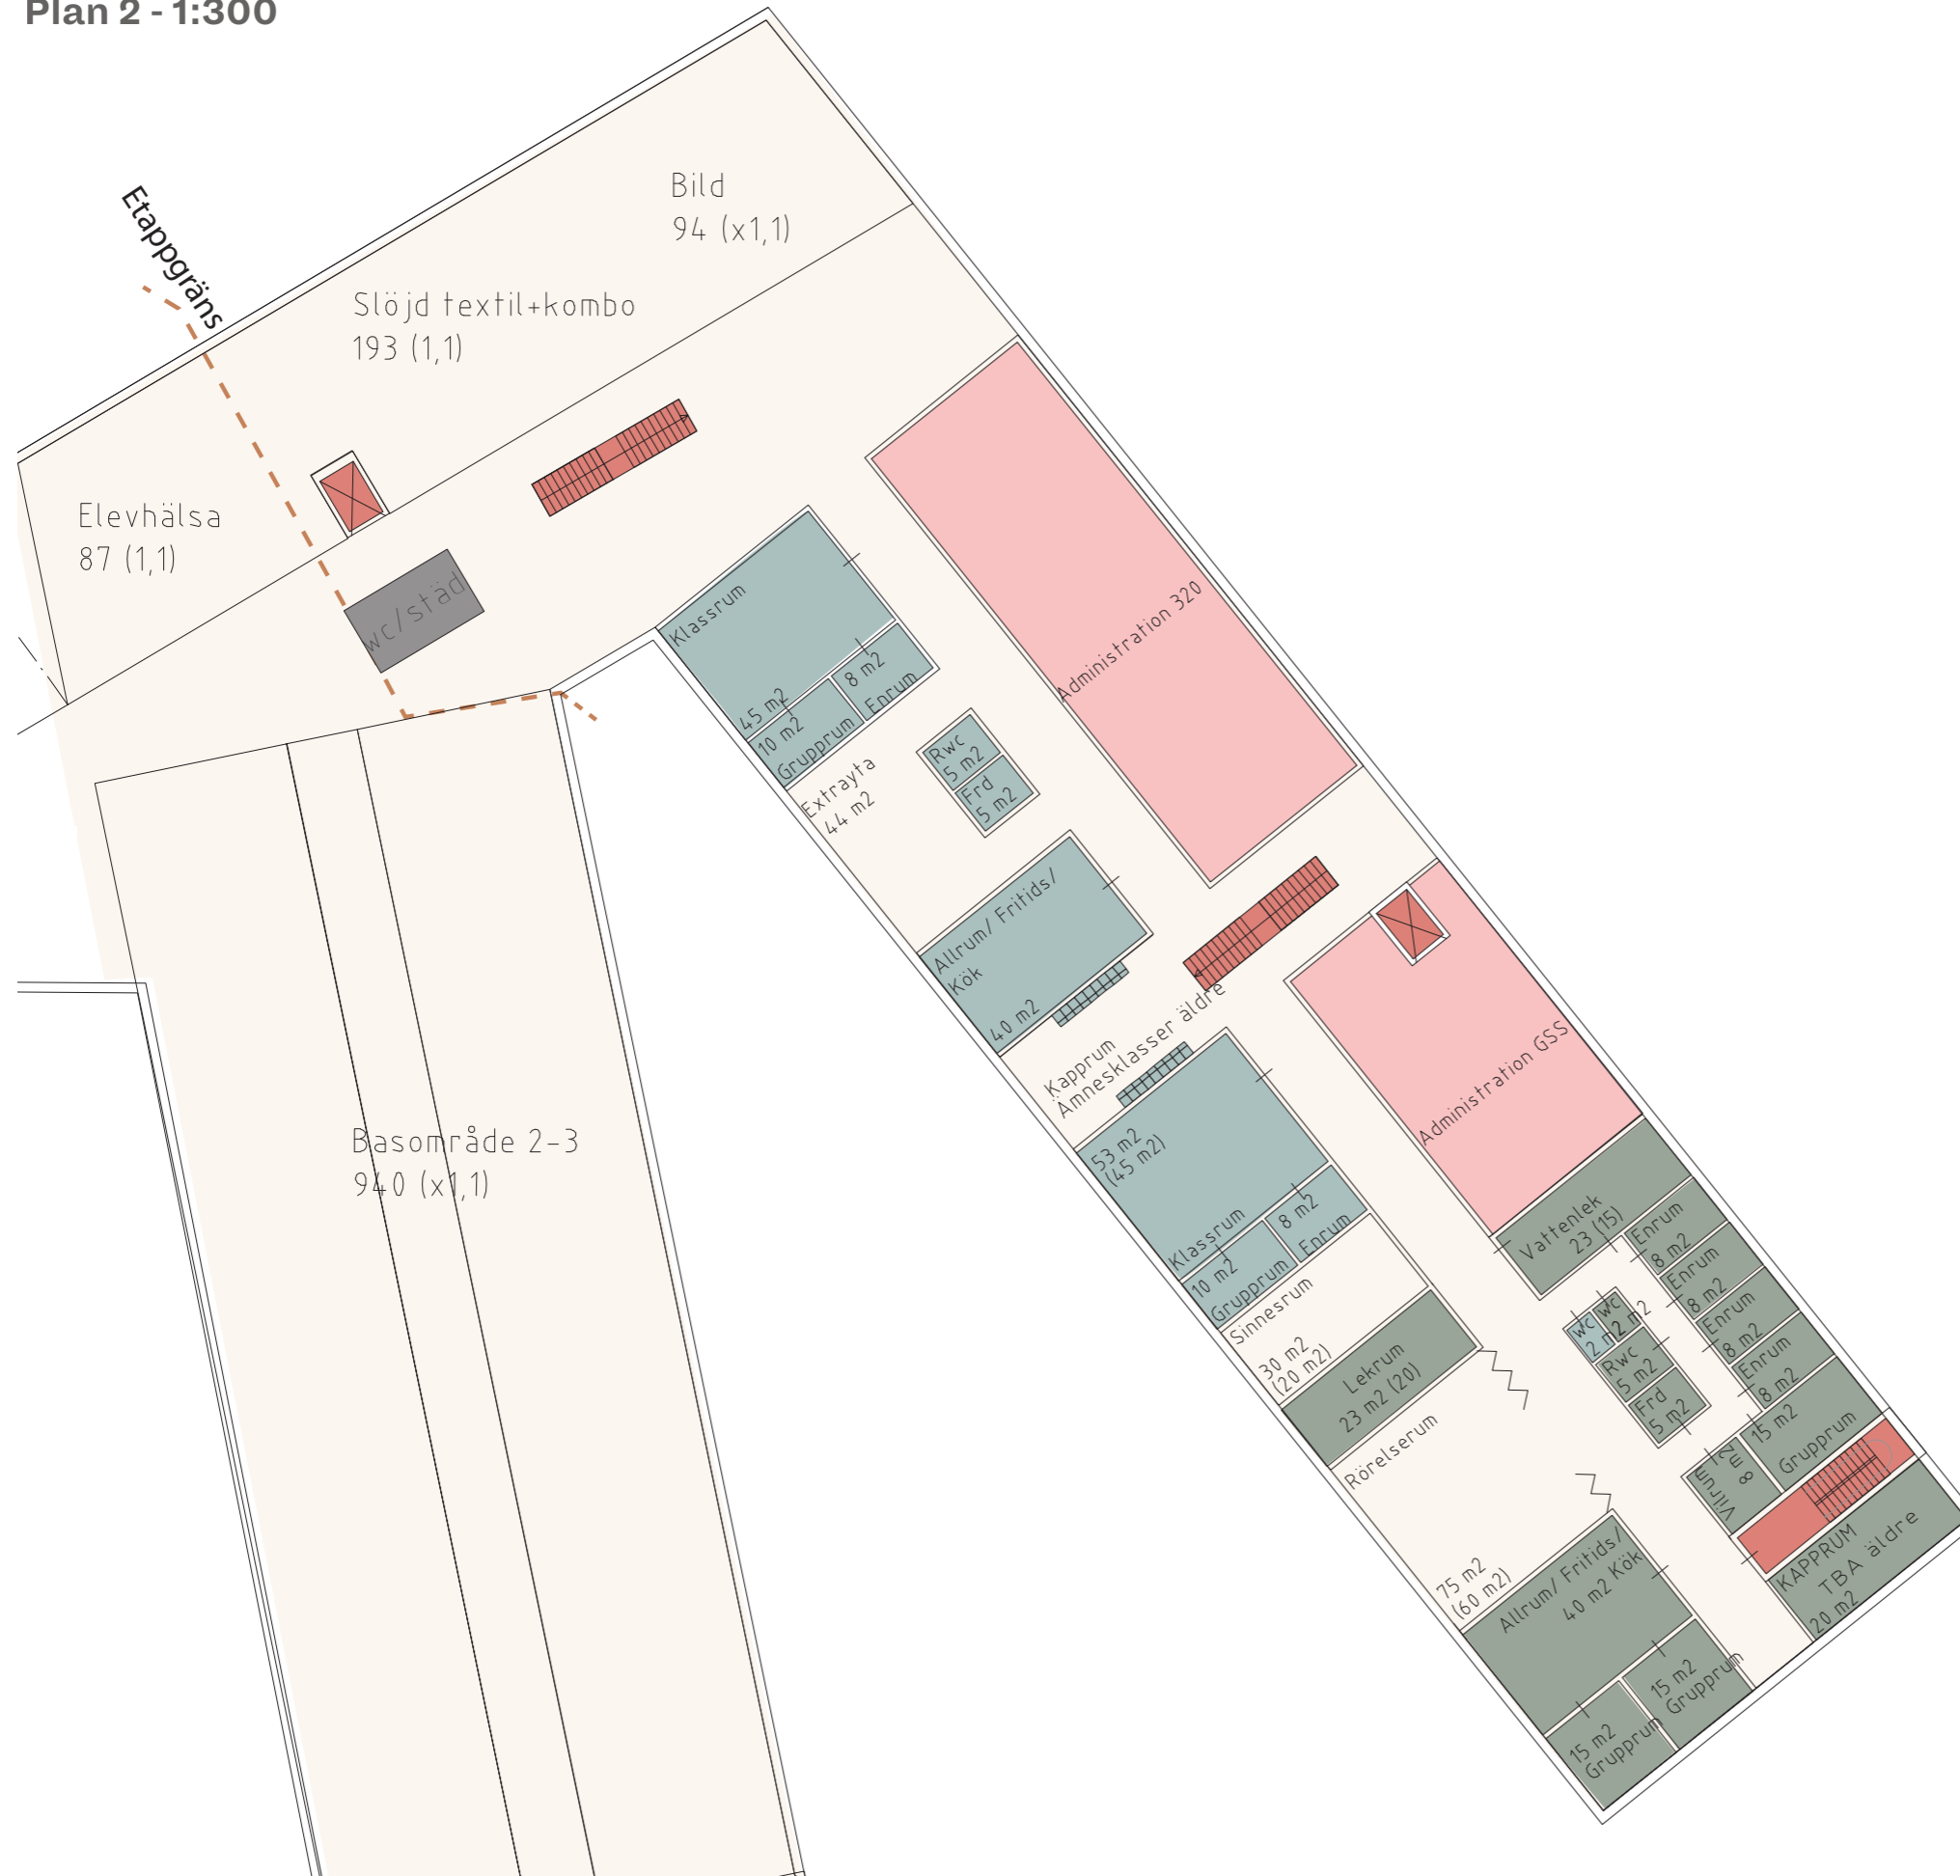 Plan 2 - 1:300
Etappgräns
Bild
94 (x1,1)
Slöjd textil+kombo
193 (1,1)
Elevhälsa
87 (1,1)
wc/städ
Basområde 2-3
940 (x1,1)
Klassrum
45 m2
10 m2
Grupprum
8 m2
Enrum
Extrayta
44 m2
Rwc
5 m2
Frd
5 m2
Administration 320
Allrum/ Fritids/
Kök
40 m2
Kapprum
Ämnesklasser äldre
53 m2
(45 m2)
Klassrum
10 m2
Grupprum
8 m2
Enrum
Administration GSS
Sinnesrum
30 m2
(20 m2)
Lekrum
23 m2 (20)
Rörelserum
75 m2
(60 m2)
Vattenlek
23 (15)
Enrum
8 m2
Enrum
8 m2
Enrum
8 m2
Enrum
8 m2
wc
2 m2
wc
2 m2
Rwc
5 m2
Frd
5 m2
15 m2
Grupprum
Vilrum
8 m2
KAPPRUM
TBA äldre
20 m2
Allrum/ Fritids/
40 m2 Kök
15 m2
Grupprum
15 m2
Grupprum